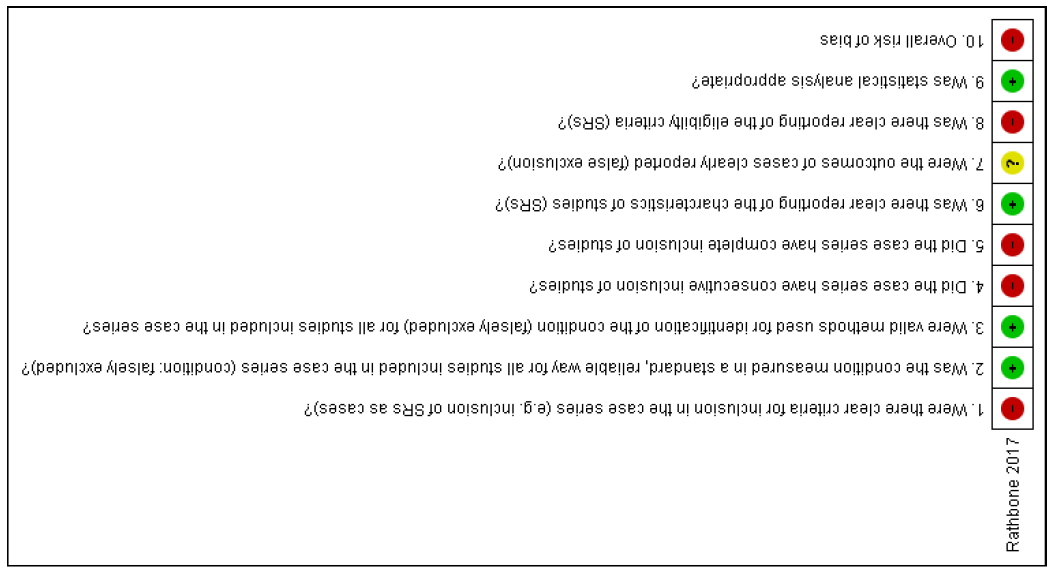 Rathbone 2017
- 1. Were there clear criteria for inclusion in the case series (e.g. inclusion of SRs as cases)?
+ 2. Was the condition measured in a standard, reliable way for all studies included in the case series (condition: falsely excluded)?
+ 3. Were valid methods used for identification of the condition (falsely excluded) for all studies included in the case series?
- 4. Did the case series have consecutive inclusion of studies?
- 5. Did the case series have complete inclusion of studies?
+ 6. Was there clear reporting of the charcteristics of studies (SRs)?
? 7. Were the outcomes of cases clearly reported (false exclusion)?
- 8. Was there clear reporting of the eligibility criteria (SRs)?
+ 9. Was statistical analysis appropriate?
- 10. Overall risk of bias